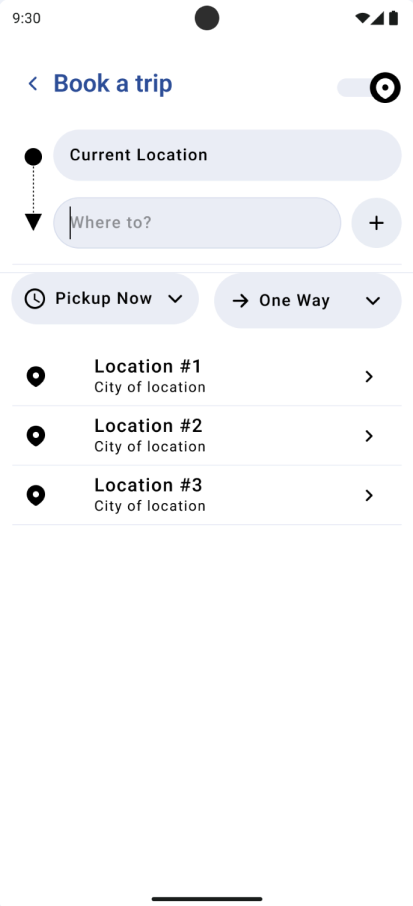 9:30
Book a trip
Current Location
Where to?
Pickup Now
One Way
Location #1
City of location
Location #2
City of location
Location #3
City of location